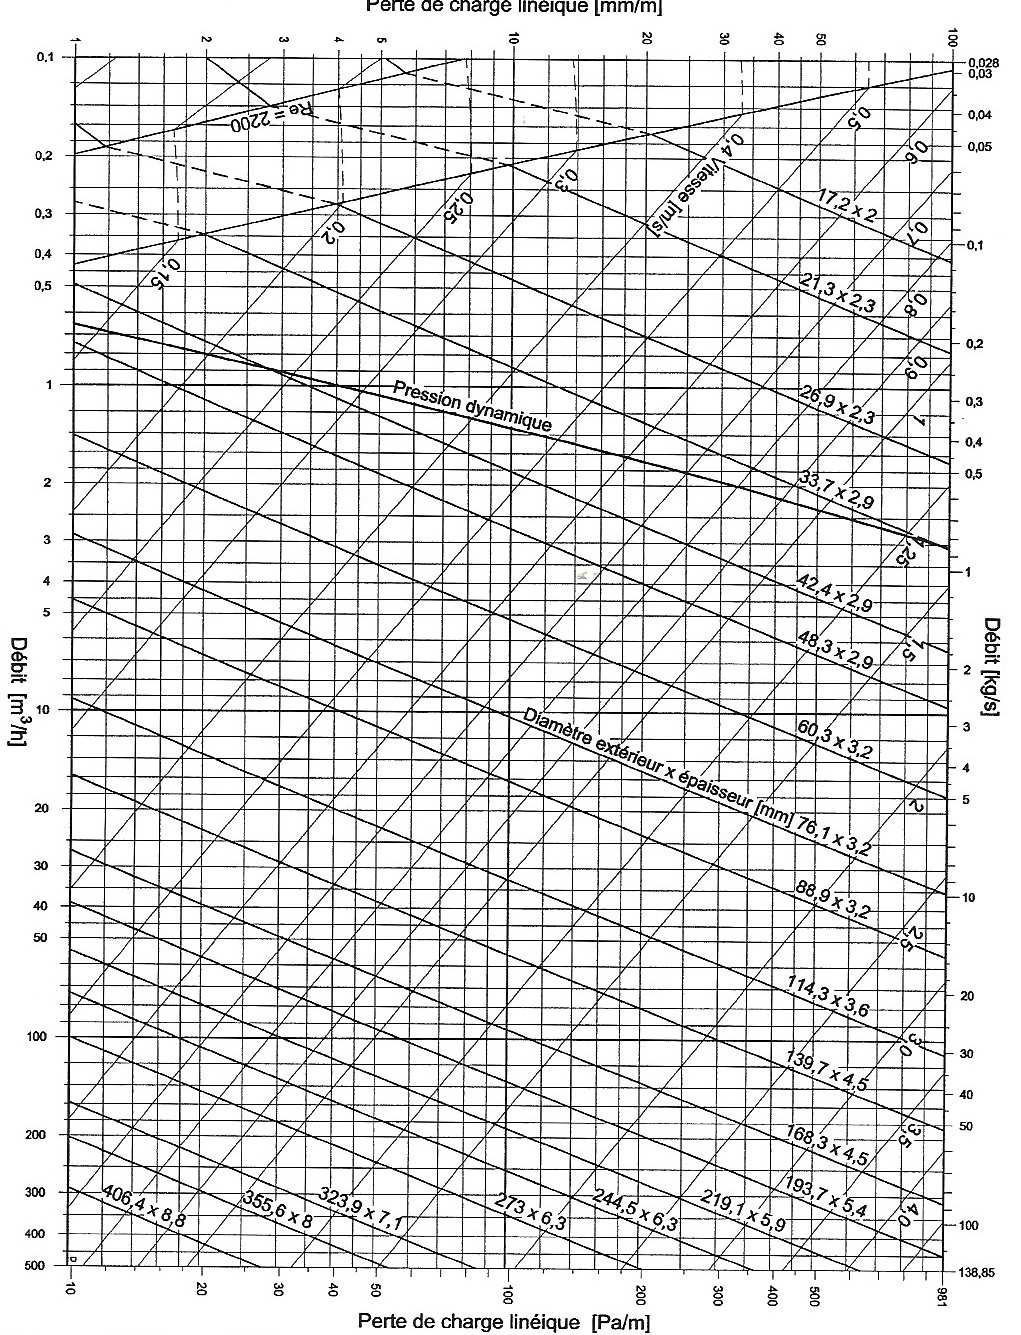 Perte de charge linéique [mm/m]
1 2 3 4 5 10 20 30 40 50 100
0,1
0,2
0,3
0,4
0,5
1
2
3
4
5
10
20
30
40
50
100
200
300
400
500
Débit [m³/h]
0,028
0,03
0,04
0,05
0,1
0,2
0,3
0,4
0,5
1
2
3
4
5
10
20
30
40
50
100
138,85
Débit [kg/s]
Re = 2200
0,15
0,2
0,25
0,3
0,4 Vitesse [m/s]
0,5
0,6
0,7
0,8
0,9
1
1,25
1,5
2
2,5
3,0
3,5
4,0
Pression dynamique
17,2 x 2
21,3 x 2,3
26,9 x 2,3
33,7 x 2,9
42,4 x 2,9
48,3 x 2,9
60,3 x 3,2
Diamètre extérieur x épaisseur [mm] 76,1 x 3,2
88,9 x 3,2
114,3 x 3,6
139,7 x 4,5
168,3 x 4,5
193,7 x 5,4
219,1 x 5,9
244,5 x 6,3
273 x 6,3
323,9 x 7,1
355,6 x 8
406,4 x 8,8
10 20 30 40 50 100 200 300 400 500 981
Perte de charge linéique [Pa/m]